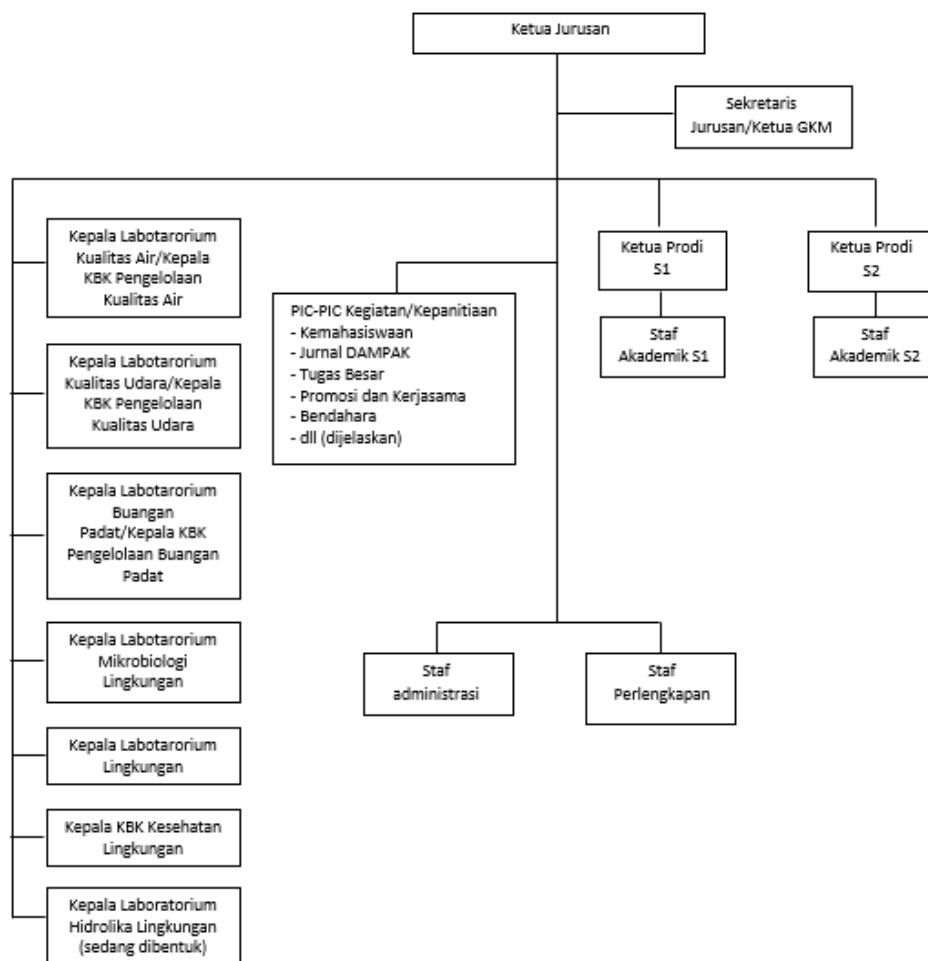 Ketua Jurusan
Sekretaris
Jurusan/Ketua GKM
Kepala Labotarorium
Kualitas Air/Kepala
KBK Pengelolaan
Kualitas Air
Kepala Labotarorium
Kualitas Udara/Kepala
KBK Pengelolaan
Kualitas Udara
Kepala Labotarorium
Buangan
Padat/Kepala KBK
Pengelolaan Buangan
Padat
Kepala Labotarorium
Mikrobiologi
Lingkungan
Kepala Labotarorium
Lingkungan
Kepala KBK Kesehatan
Lingkungan
Kepala Laboratorium
Hidrolika Lingkungan
(sedang dibentuk)
PIC-PIC Kegiatan/Kepanitiaan
- Kemahasiswaan
- Jurnal DAMPAK
- Tugas Besar
- Promosi dan Kerjasama
- Bendahara
- dll (dijelaskan)
Ketua Prodi
S1
Staf
Akademik S1
Ketua Prodi
S2
Staf
Akademik S2
Staf
administrasi
Staf
Perlengkapan